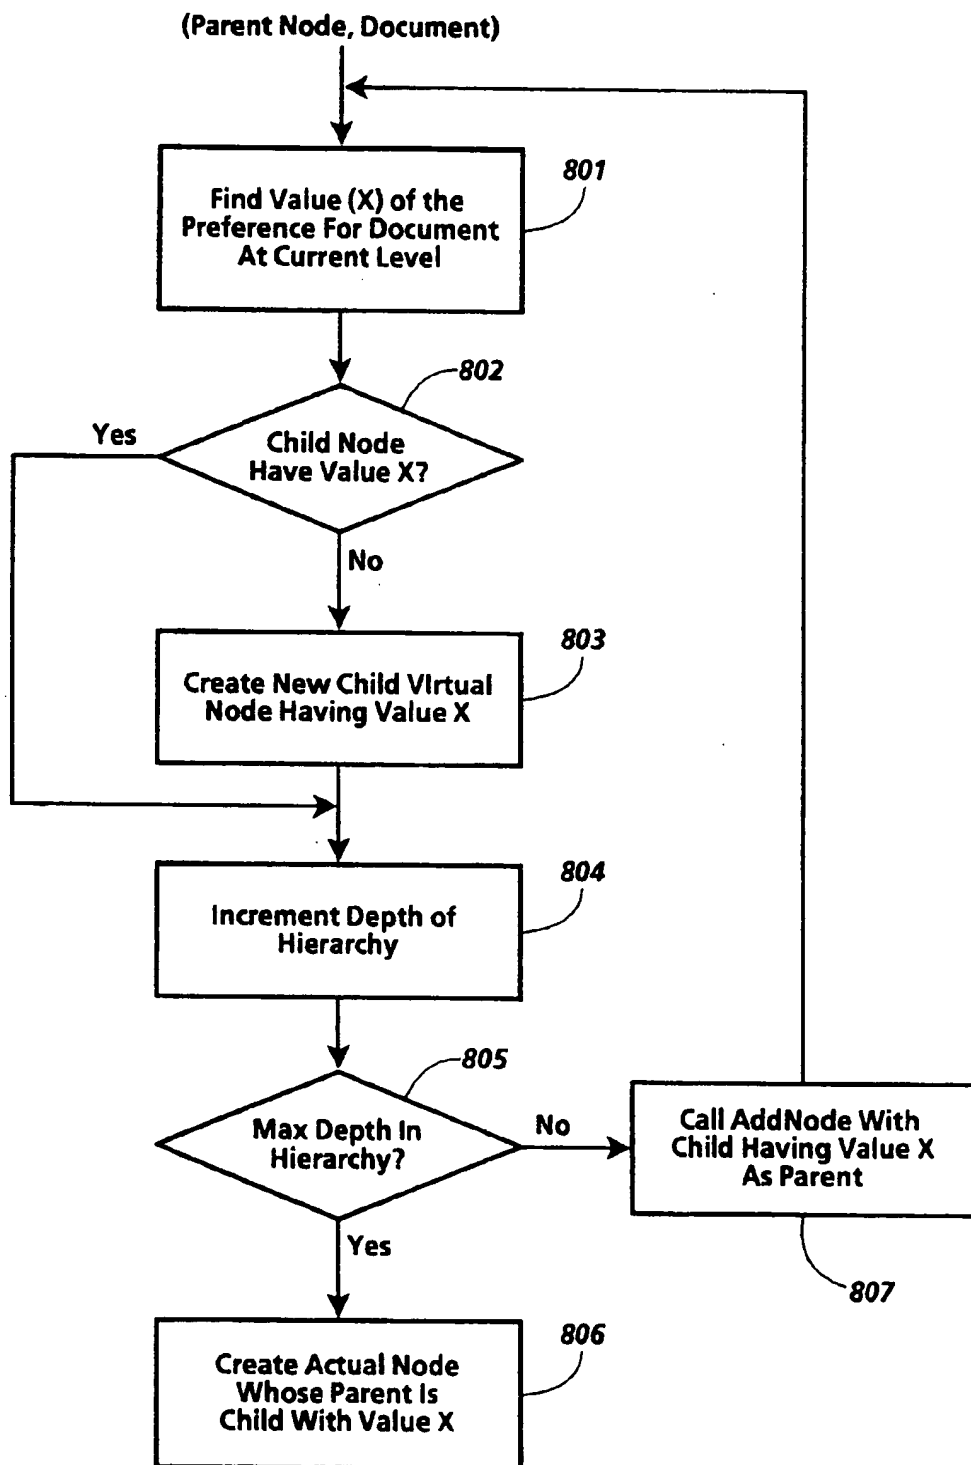 (Parent Node, Document)
801
Find Value (X) of the
Preference For Document
At Current Level
802
Yes
Child Node
Have Value X?
No
803
Create New Child Virtual
Node Having Value X
804
Increment Depth of
Hierarchy
805
Max Depth In
Hierarchy?
No
Call AddNode With
Child Having Value X
As Parent
Yes
807
806
Create Actual Node
Whose Parent Is
Child With Value X